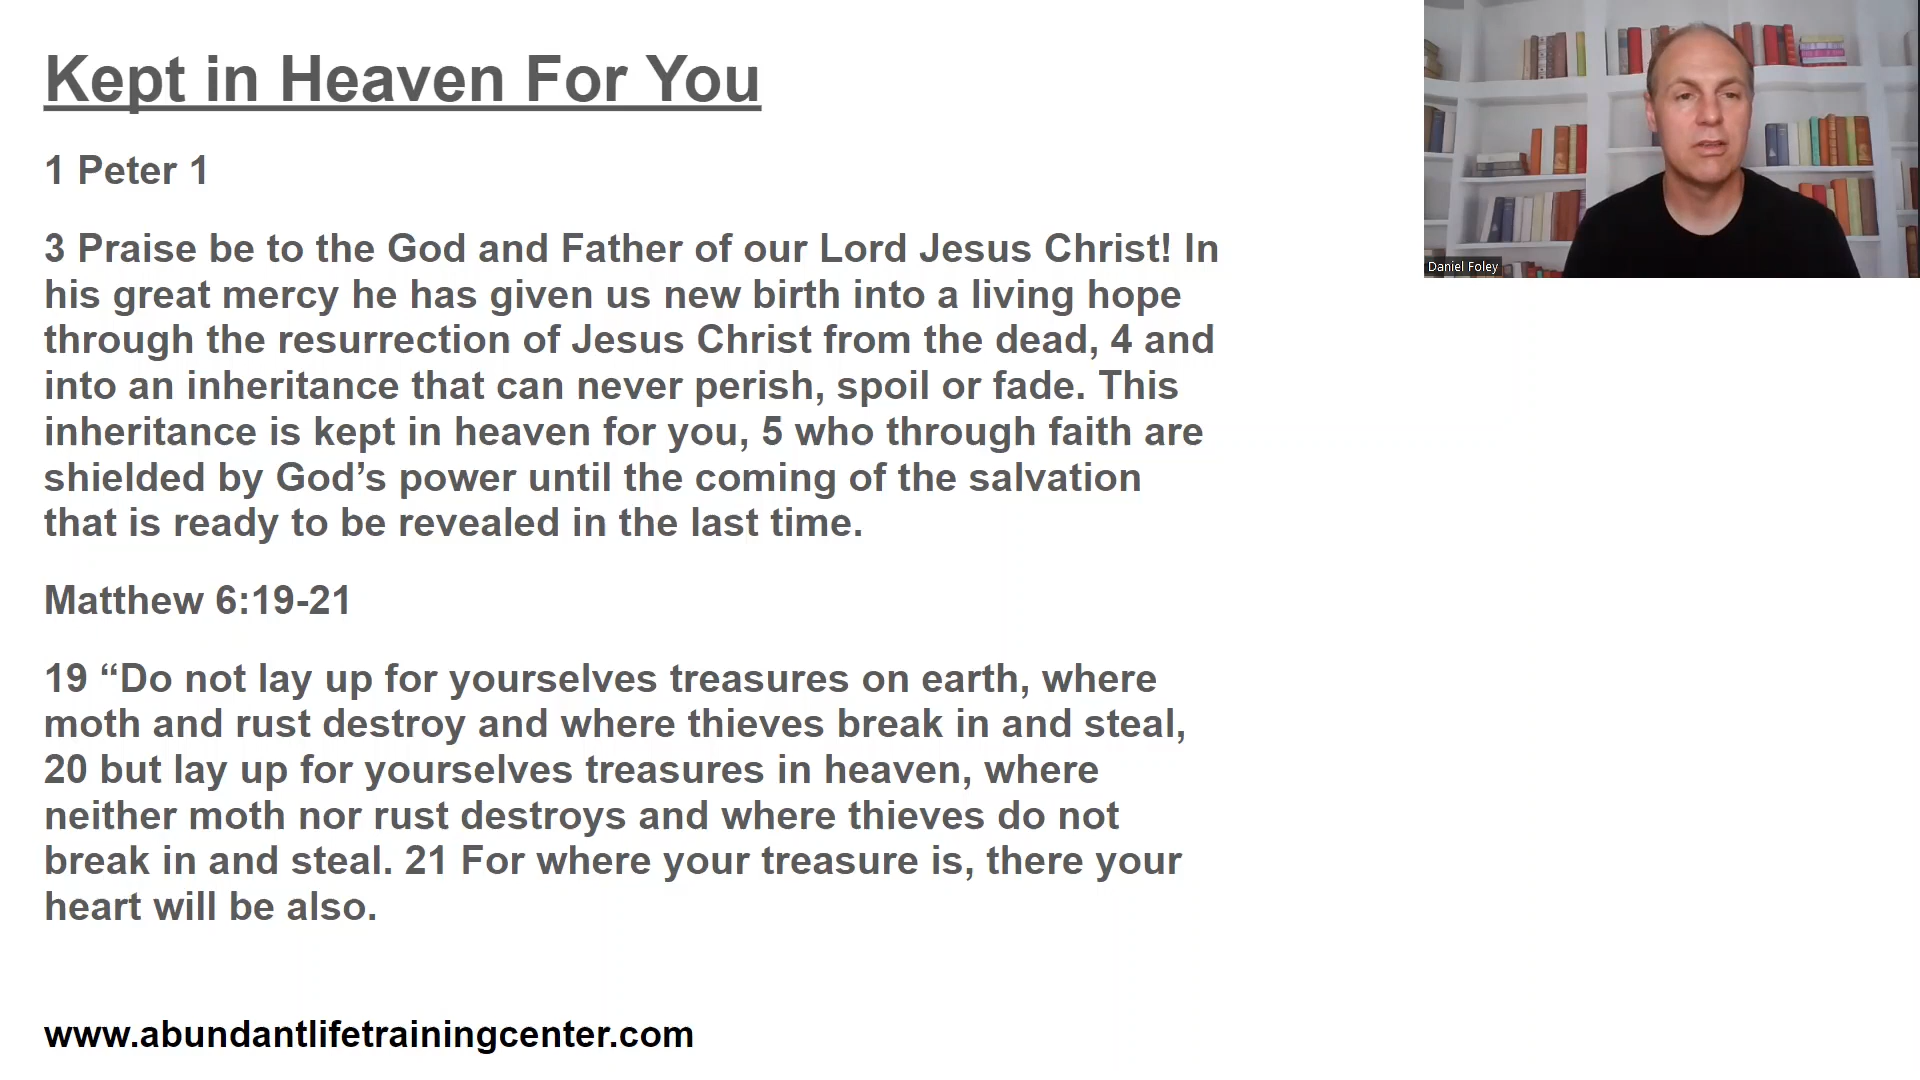 Kept in Heaven For You
1 Peter 1
3 Praise be to the God and Father of our Lord Jesus Christ! In
his great mercy he has given us new birth into a living hope
through the resurrection of Jesus Christ from the dead, 4 and
into an inheritance that can never perish, spoil or fade. This
inheritance is kept in heaven for you, 5 who through faith are
shielded by God’s power until the coming of the salvation
that is ready to be revealed in the last time.
Matthew 6:19-21
19 “Do not lay up for yourselves treasures on earth, where
moth and rust destroy and where thieves break in and steal,
20 but lay up for yourselves treasures in heaven, where
neither moth nor rust destroys and where thieves do not
break in and steal. 21 For where your treasure is, there your
heart will be also.
www.abundantlifetrainingcenter.com
Daniel Foley